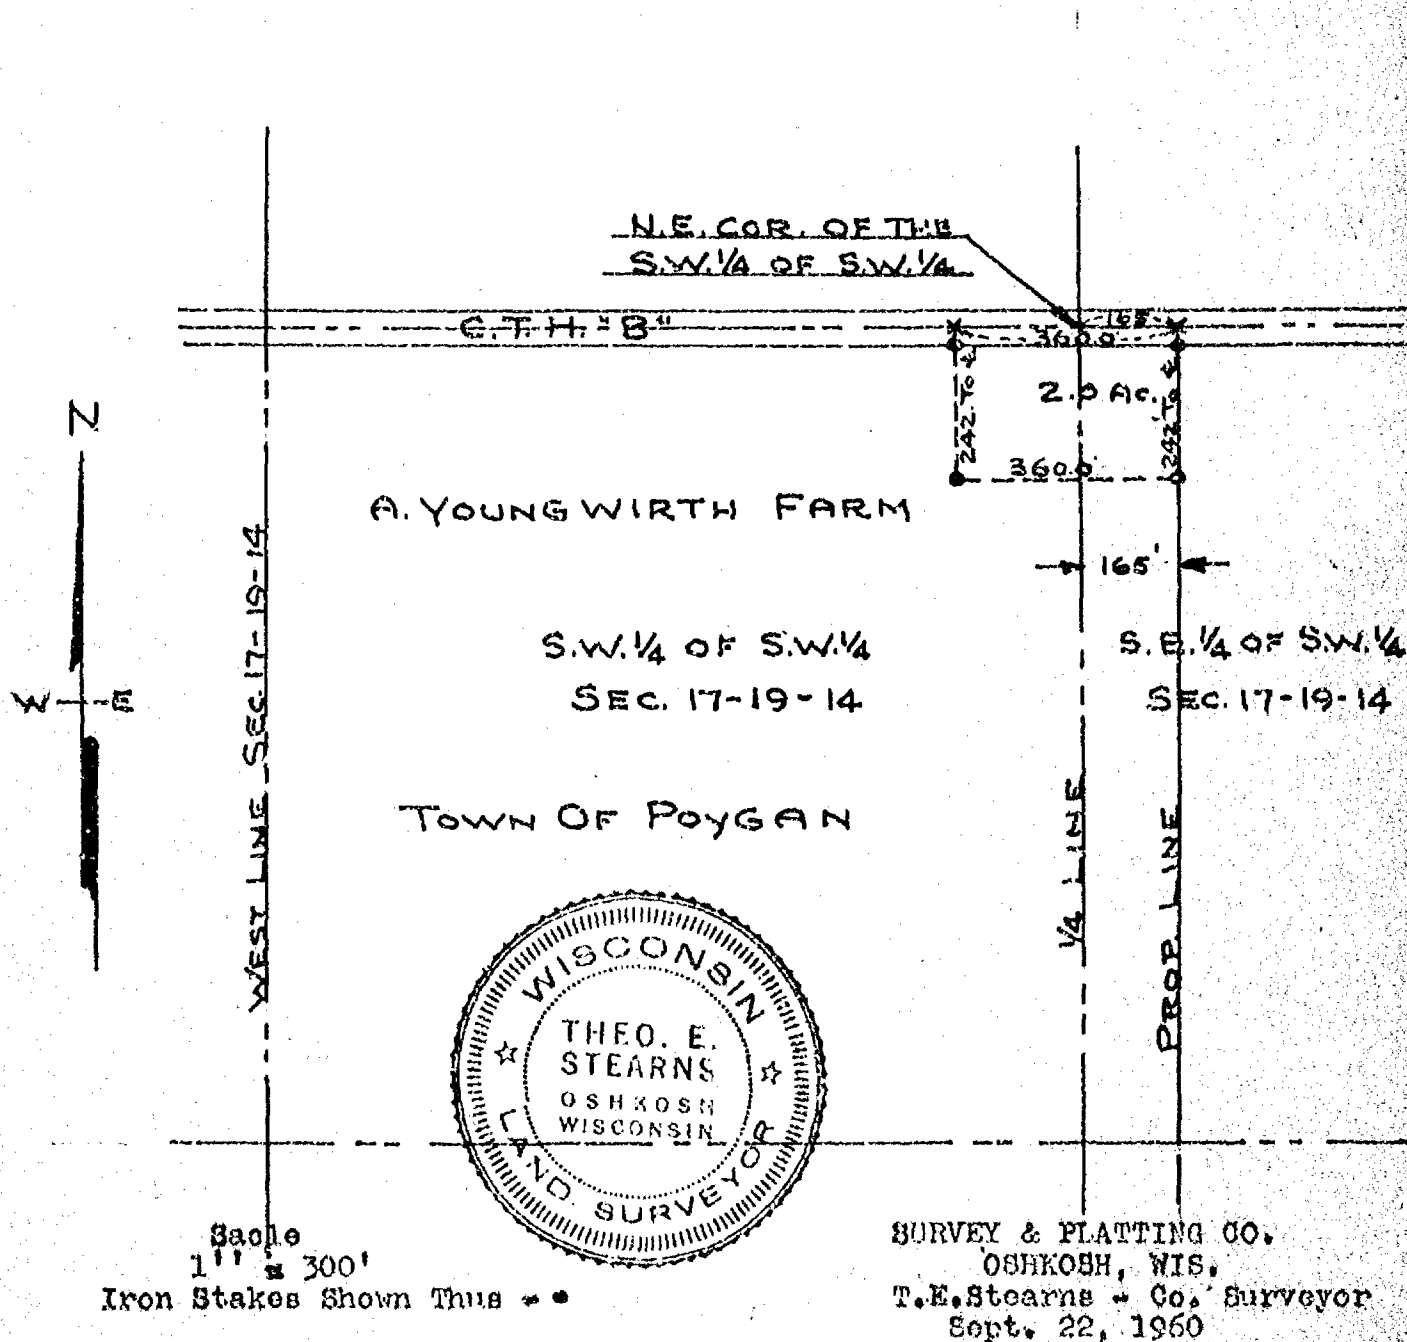 N.E. COR. OF THE
S.W.1/4 OF S.W.1/4
C.T.H. "B"
165'
360.0
242' TO ℄
2.0 AC.
242' TO ℄
360.0'
N
A. YOUNGWIRTH FARM
165'
WEST LINE SEC. 17-19-14
S.W.1/4 OF S.W.1/4
SEC. 17-19-14
S.E.1/4 OF S.W.1/4
SEC. 17-19-14
W E
TOWN OF POYGAN
1/4 LINE
PROP. LINE
WISCONSIN
THEO. E.
STEARNS
OSHKOSH
WISCONSIN
LAND SURVEYOR
Sacle
1'' = 300'
Iron Stakes Shown Thus - •
SURVEY & PLATTING CO.
OSHKOSH, WIS.
T.E.Stearns - Co. Surveyor
Sept. 22, 1960